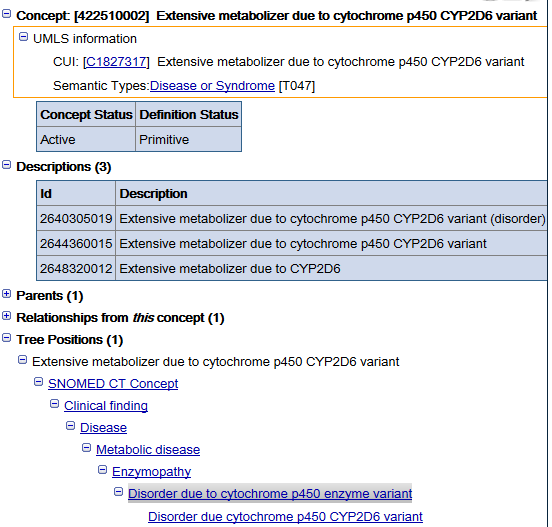 Concept: [422510002] Extensive metabolizer due to cytochrome p450 CYP2D6 variant
UMLS information
CUI: [C1827317] Extensive metabolizer due to cytochrome p450 CYP2D6 variant
Semantic Types:Disease or Syndrome [T047]
Concept Status Definition Status
Active Primitive
Descriptions (3)
Id Description
2640305019 Extensive metabolizer due to cytochrome p450 CYP2D6 variant (disorder)
2644360015 Extensive metabolizer due to cytochrome p450 CYP2D6 variant
2648320012 Extensive metabolizer due to CYP2D6
Parents (1)
Relationships from this concept (1)
Tree Positions (1)
Extensive metabolizer due to cytochrome p450 CYP2D6 variant
SNOMED CT Concept
Clinical finding
Disease
Metabolic disease
Enzymopathy
Disorder due to cytochrome p450 enzyme variant
Disorder due cytochrome p450 CYP2D6 variant